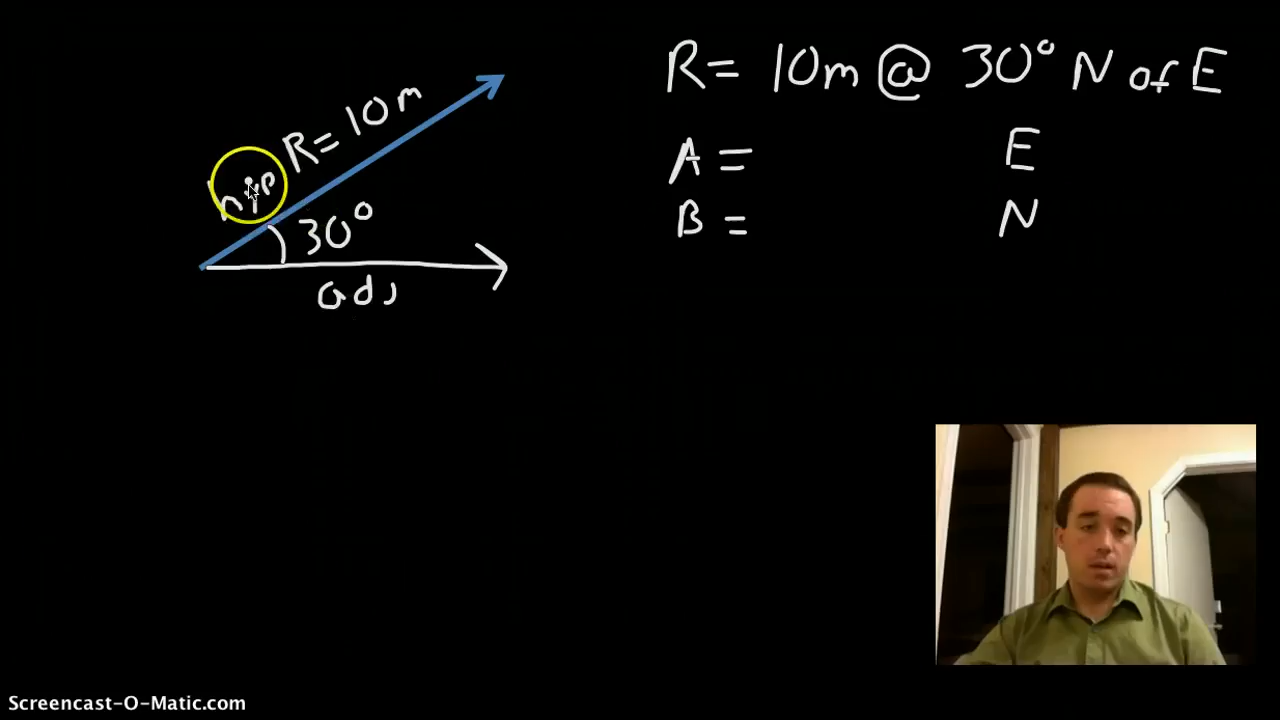 R = 10m @ 30° N of E
A = E
B = N
R = 10 m
hyp
30°
adj
Screencast-O-Matic.com